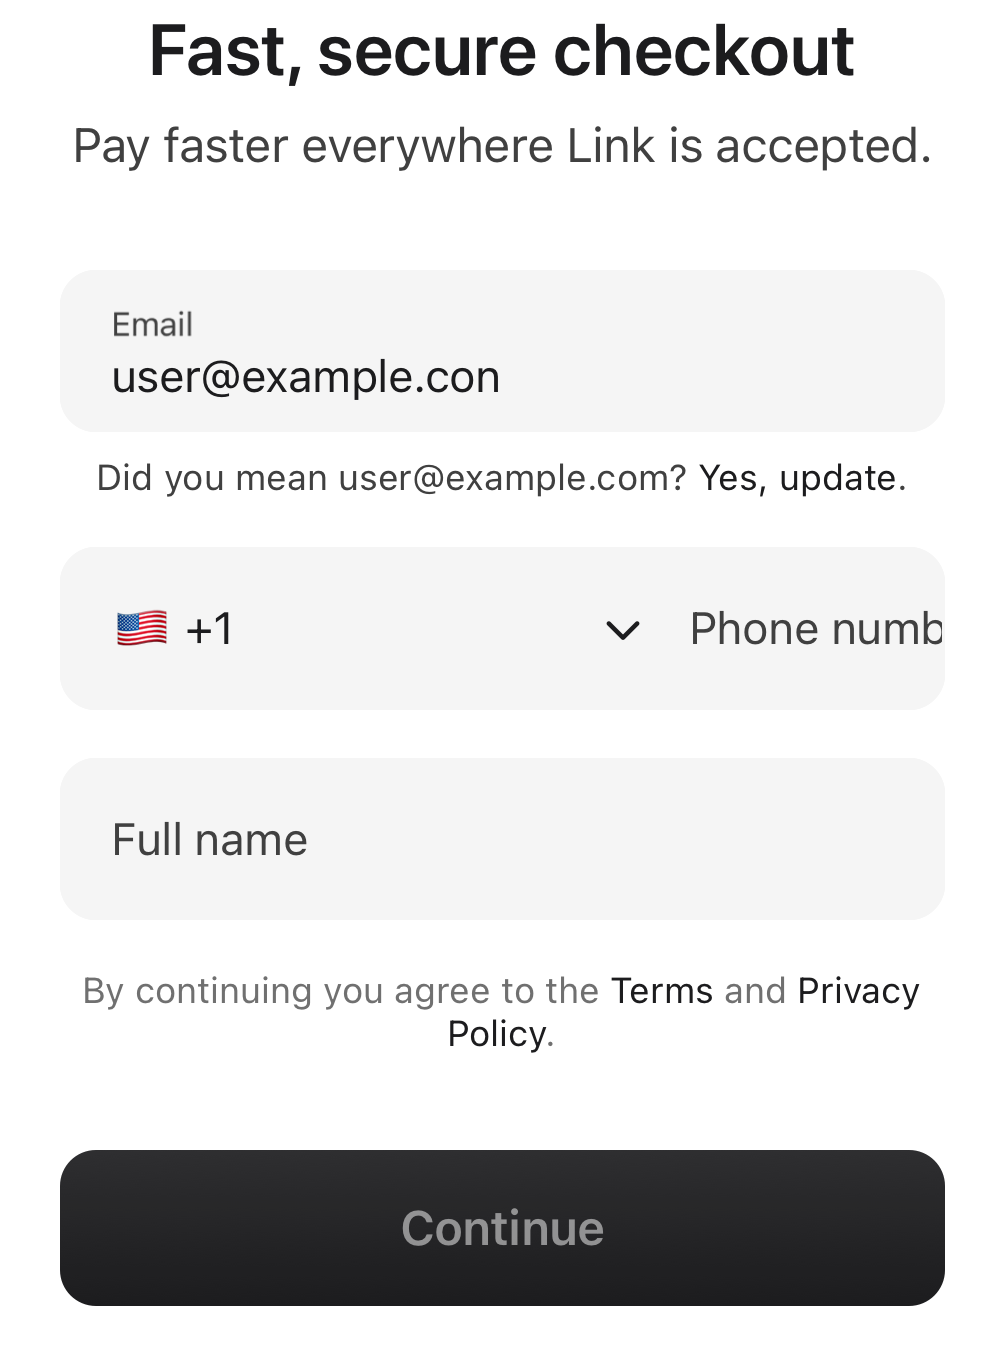 Fast, secure checkout
Pay faster everywhere Link is accepted.
Email
user@example.con
Did you mean user@example.com? Yes, update.
🇺🇸 +1 Phone numb
Full name
By continuing you agree to the Terms and Privacy
Policy.
Continue